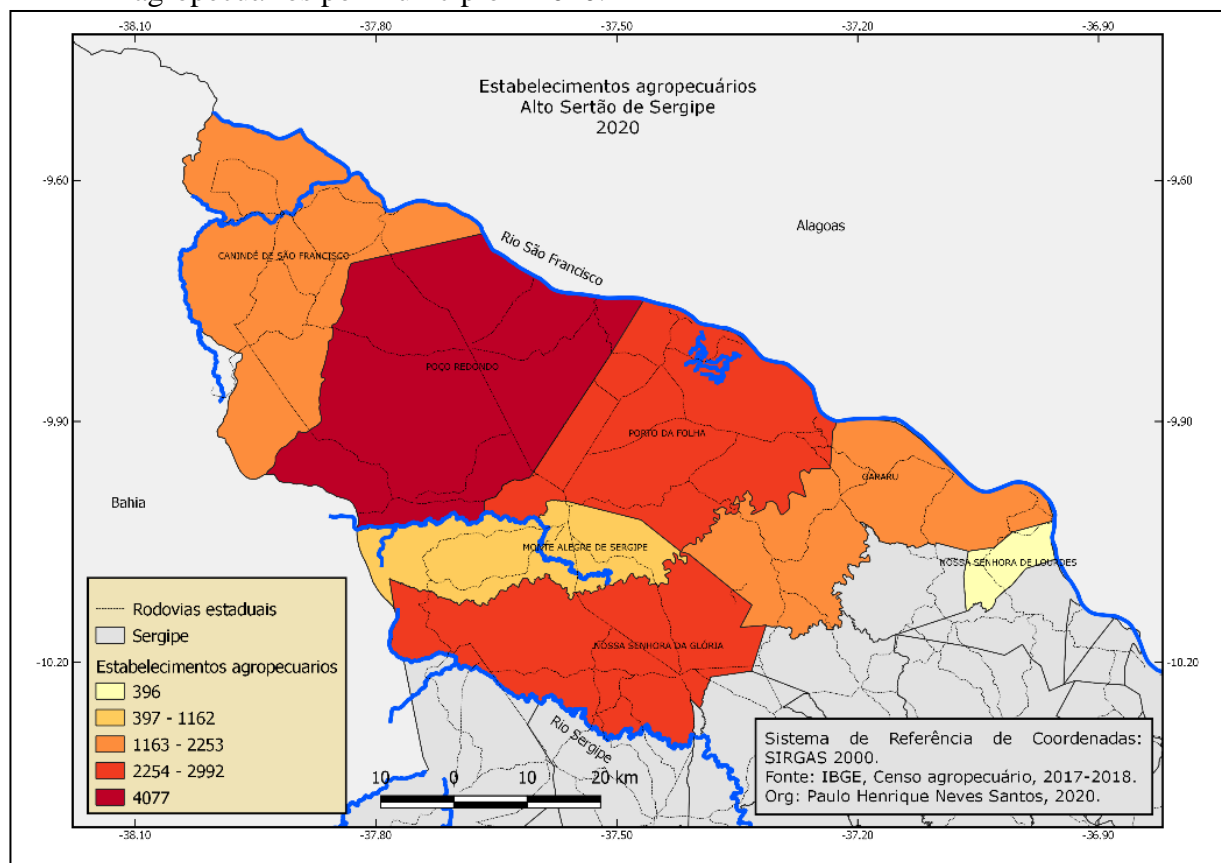 -38.10 -37.80 -37.50 -37.20 -36.90
Estabelecimentos agropecuários
Alto Sertão de Sergipe
2020
-9.60 -9.60
Alagoas
Rio São Francisco
CANINDÉ DE SÃO FRANCISCO
POÇO REDONDO
-9.90 -9.90
PORTO DA FOLHA
GARARU
Bahia
MONTE ALEGRE DE SERGIPE
NOSSA SENHORA DE LOURDES
NOSSA SENHORA DA GLÓRIA
-10.20 -10.20
Rio Sergipe
Rodovias estaduais
Sergipe
Estabelecimentos agropecuarios
396
397 - 1162
1163 - 2253
2254 - 2992
4077
10 0 10 20 km
Sistema de Referência de Coordenadas:
SIRGAS 2000.
Fonte: IBGE, Censo agropecuário, 2017-2018.
Org: Paulo Henrique Neves Santos, 2020.
-38.10 -37.80 -37.50 -37.20 -36.90